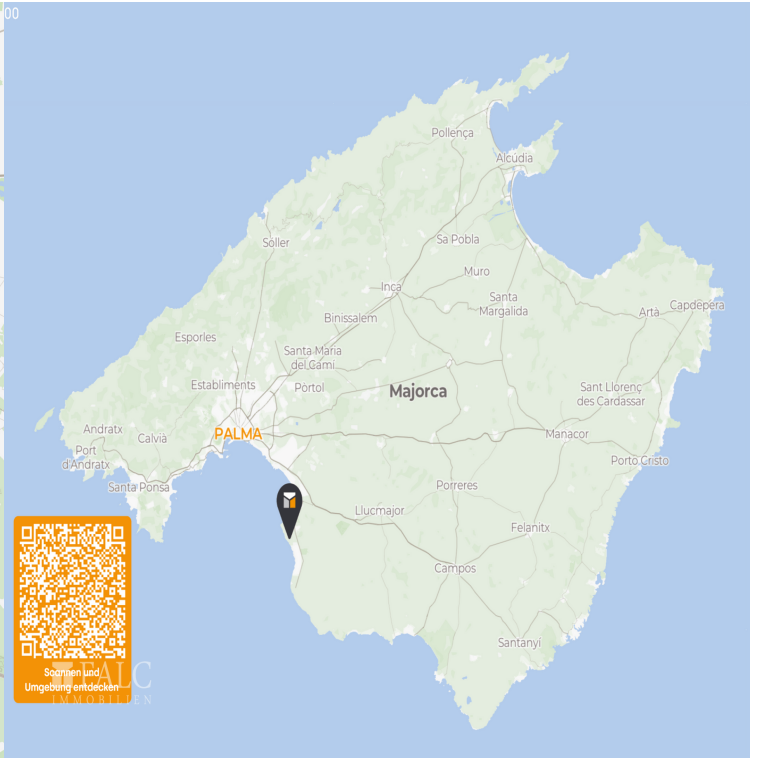 00
Pollença
Alcúdia
Sóller
Sa Pobla
Muro
Inca
Santa
Margalida
Artà
Capdepera
Binissalem
Esporles
Santa Maria
del Camí
Establiments
Pòrtol
Majorca
Sant Llorenç
des Cardassar
Andratx
Calvià
PALMA
Manacor
Port
d'Andratx
Porto Cristo
Santa Ponsa
Porreres
Llucmajor
Felanitx
Campos
Santanyí
Scannen und
Umgebung entdecken
FALC
IMMOBILIEN